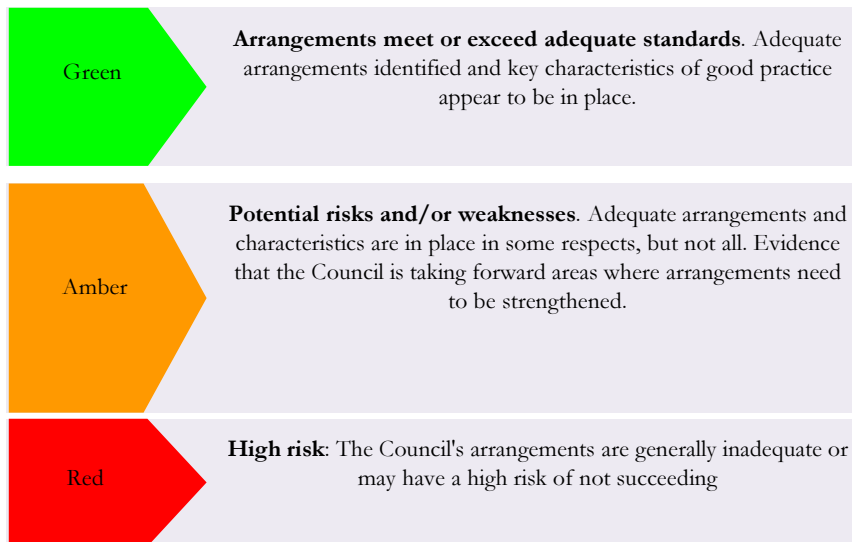 Green
Arrangements meet or exceed adequate standards. Adequate
arrangements identified and key characteristics of good practice
appear to be in place.
Amber
Potential risks and/or weaknesses. Adequate arrangements and
characteristics are in place in some respects, but not all. Evidence
that the Council is taking forward areas where arrangements need
to be strengthened.
Red
High risk: The Council's arrangements are generally inadequate or
may have a high risk of not succeeding